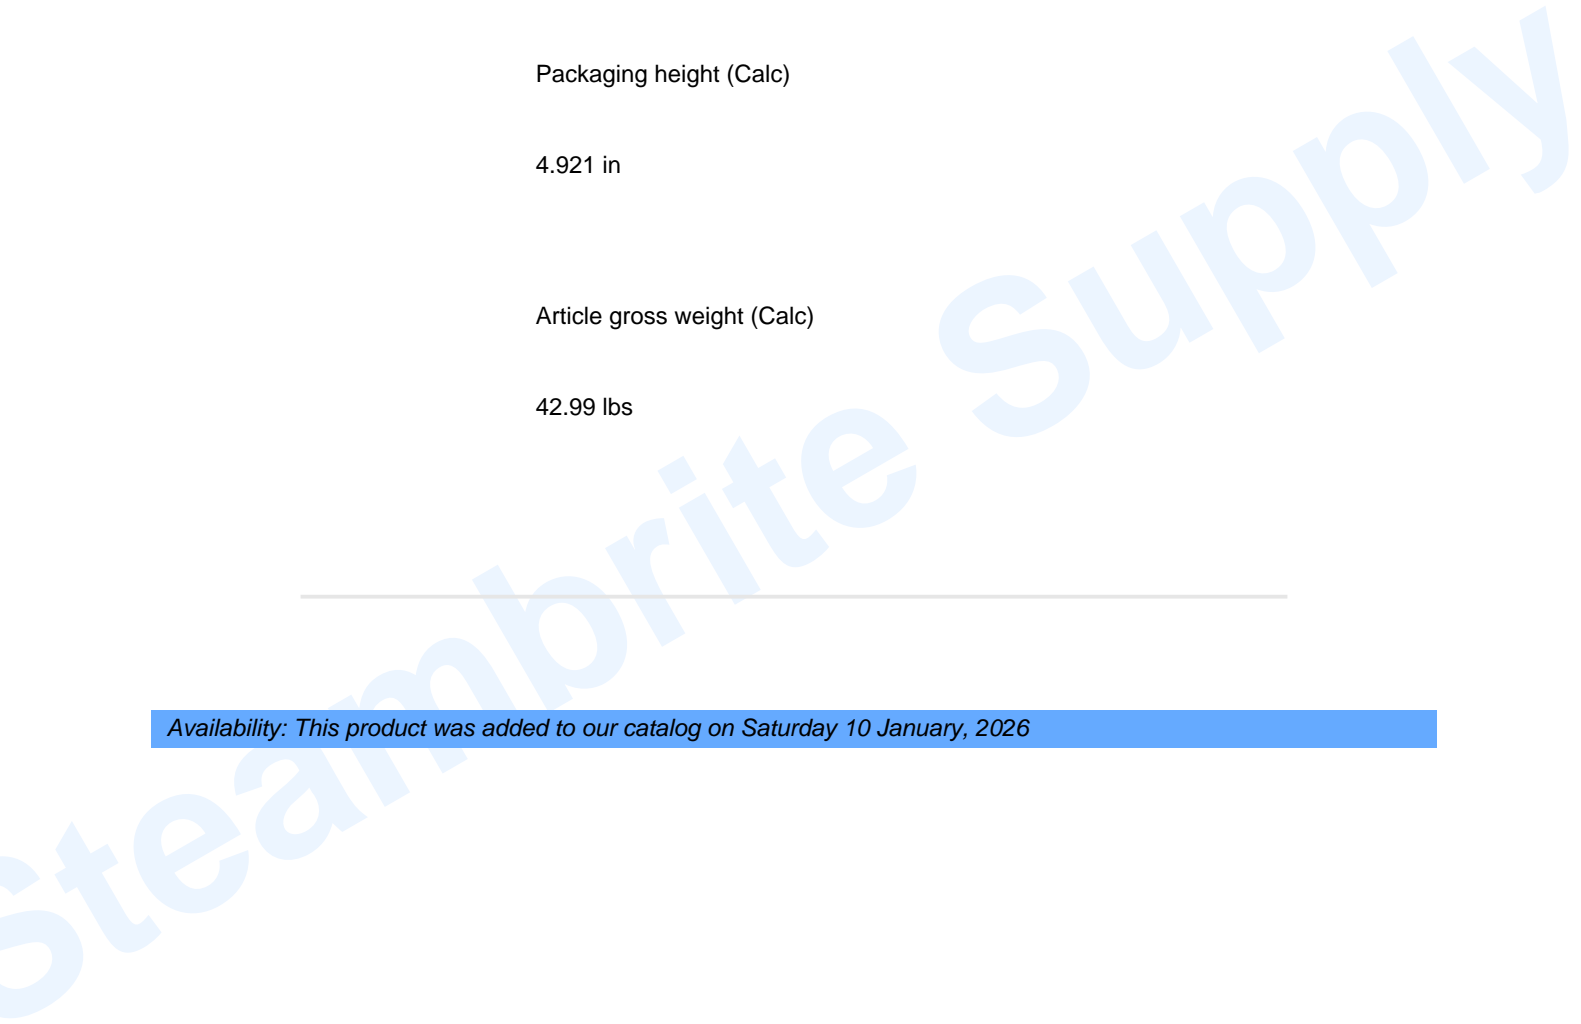 Packaging height (Calc)
4.921 in
Article gross weight (Calc)
42.99 lbs
Availability: This product was added to our catalog on Saturday 10 January, 2026
Steambrite Supply